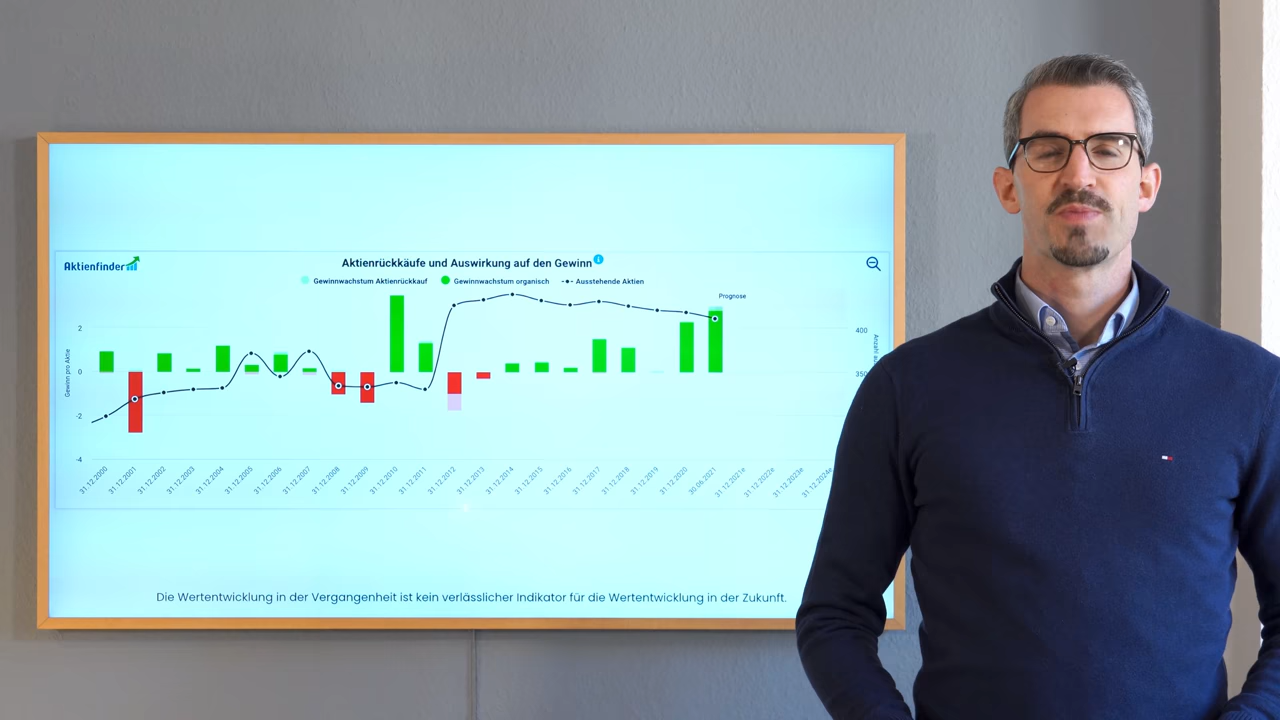 Aktienfinder
Aktienrückkäufe und Auswirkung auf den Gewinn
Gewinnwachstum Aktienrückkauf
Gewinnwachstum organisch
Ausstehende Aktien
Prognose
Gewinn pro Aktie
2
0
-2
-4
400
350
31.12.2000
31.12.2001
31.12.2002
31.12.2003
31.12.2004
31.12.2005
31.12.2006
31.12.2007
31.12.2008
31.12.2009
31.12.2010
31.12.2011
31.12.2012
31.12.2013
31.12.2014
31.12.2015
31.12.2016
31.12.2017
31.12.2018
31.12.2019
31.12.2020
30.06.2021
31.12.2021e
31.12.2022e
31.12.2023e
31.12.2024e
Die Wertentwicklung in der Vergangenheit ist kein verlässlicher Indikator für die Wertentwicklung in der Zukunft.